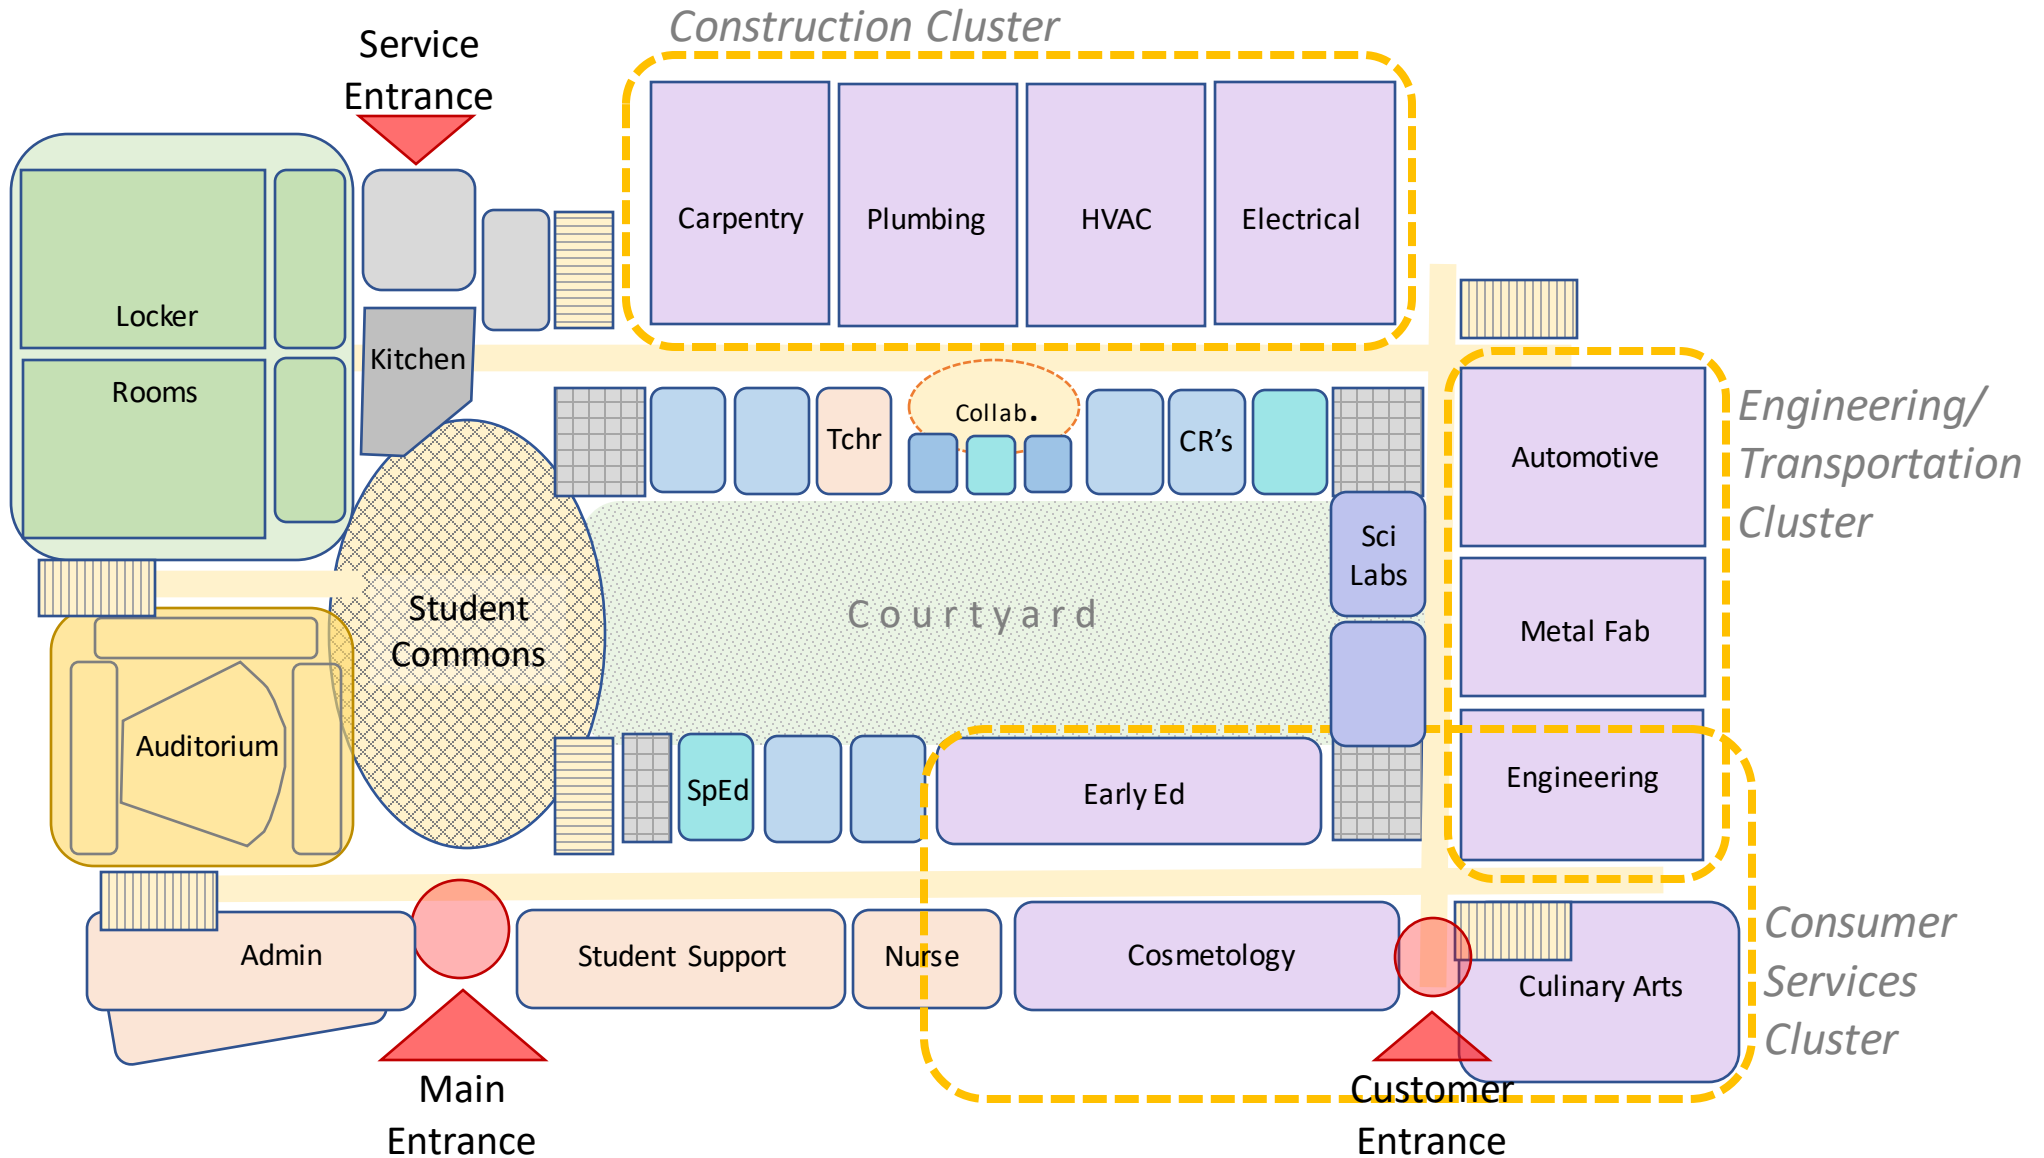 Construction Cluster
Service
Entrance
Carpentry
Plumbing
HVAC
Electrical
Locker
Rooms
Kitchen
Tchr
Collab.
CR's
Automotive
Engineering/
Transportation
Cluster
Sci
Labs
Student
Commons
Courtyard
Metal Fab
Auditorium
SpEd
Early Ed
Engineering
Admin
Student Support
Nurse
Cosmetology
Culinary Arts
Consumer
Services
Cluster
Main
Entrance
Customer
Entrance